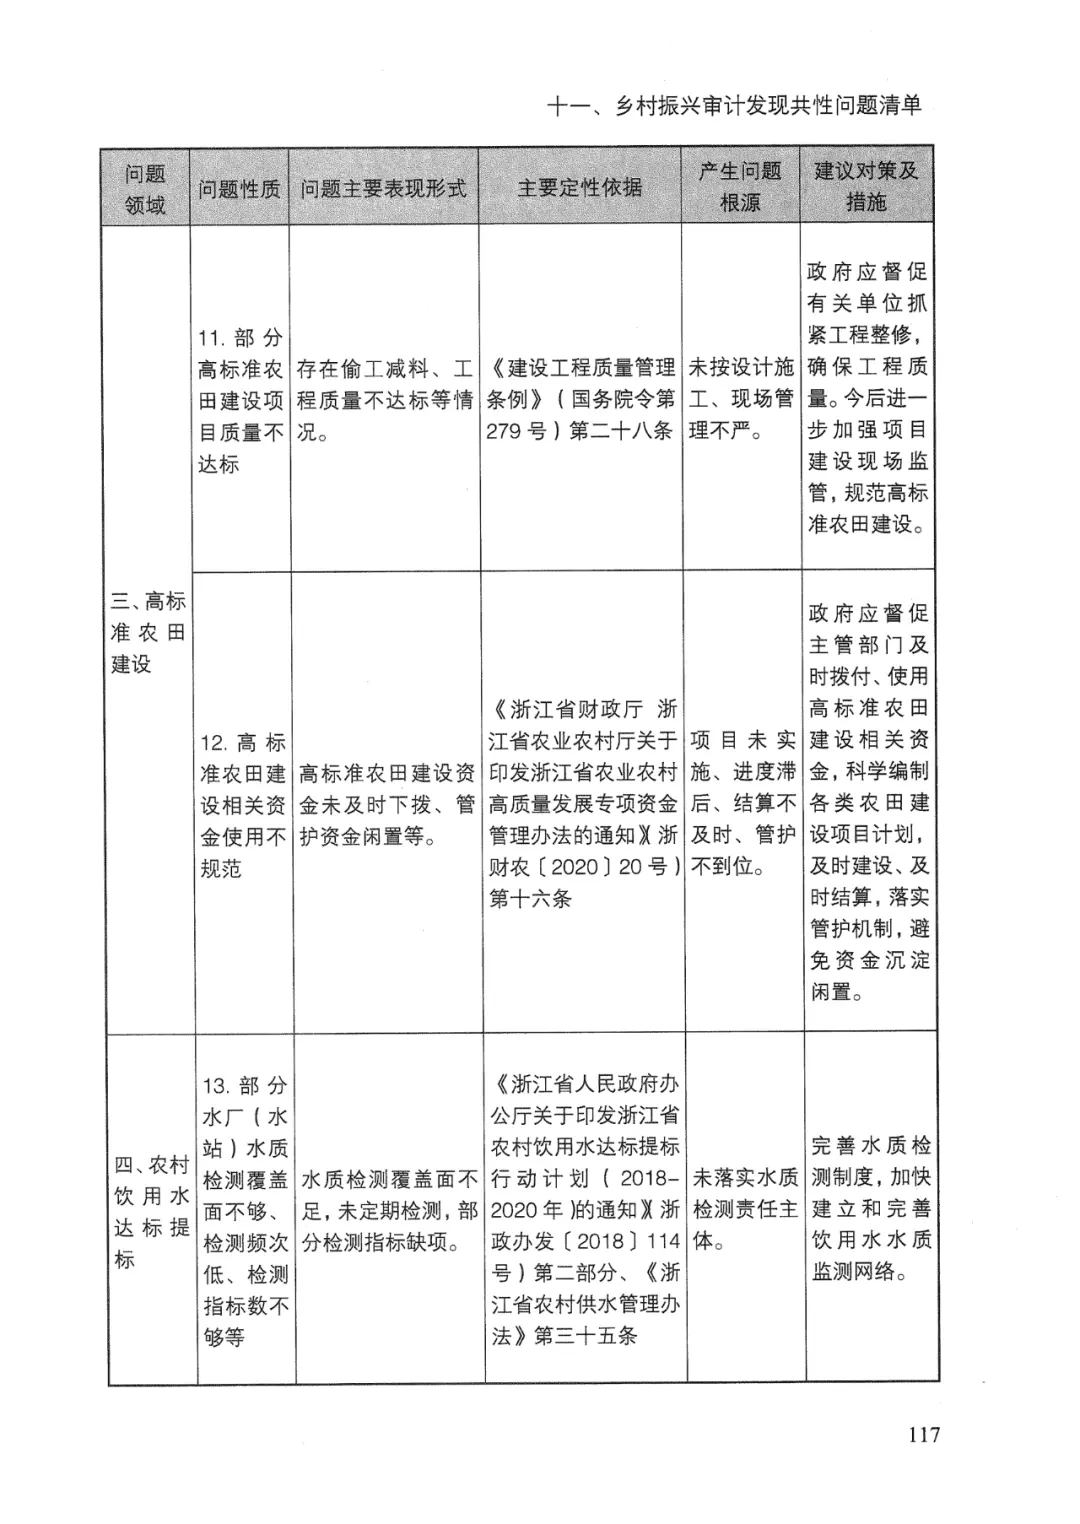 十一、乡村振兴审计发现共性问题清单
问题
领域
问题性质
问题主要表现形式
主要定性依据
产生问题
根源
建议对策及
措施
三、高标
准农田
建设
11.部分
高标准农
田建设项
目质量不
达标
存在偷工减料、工
程质量不达标等情
况。
《建设工程质量管理
条例》(国务院令第
279号)第二十八条
未按设计施
工、现场管
理不严。
政府应督促
有关单位抓
紧工程整修,
确保工程质
量。今后进一
步加强项目
建设现场监
管,规范高标
准农田建设。
12.高标
准农田建
设相关资
金使用不
规范
高标准农田建设资
金未及时下拨、管
护资金闲置等。
《浙江省财政厅 浙
江省农业农村厅关于
印发浙江省农业农村
高质量发展专项资金
管理办法的通知》(浙
财农〔2020〕20号)
第十六条
项目未实
施、进度滞
后、结算不
及时、管护
不到位。
政府应督促
主管部门及
时拨付、使用
高标准农田
建设相关资
金,科学编制
各类农田建
设项目计划,
及时建设、及
时结算,落实
管护机制,避
免资金沉淀
闲置。
四、农村
饮用水
达标提
标
13.部分
水厂(水
站)水质
检测覆盖
面不够、
检测频次
低、检测
指标数不
够等
水质检测覆盖面不
足,未定期检测,部
分检测指标缺项。
《浙江省人民政府办
公厅关于印发浙江省
农村饮用水达标提标
行动计划(2018-
2020年)的通知》(浙
政办发〔2018〕114
号)第二部分、《浙
江省农村供水管理办
法》第三十五条
未落实水质
检测责任主
体。
完善水质检
测制度,加快
建立和完善
饮用水水质
监测网络。
117